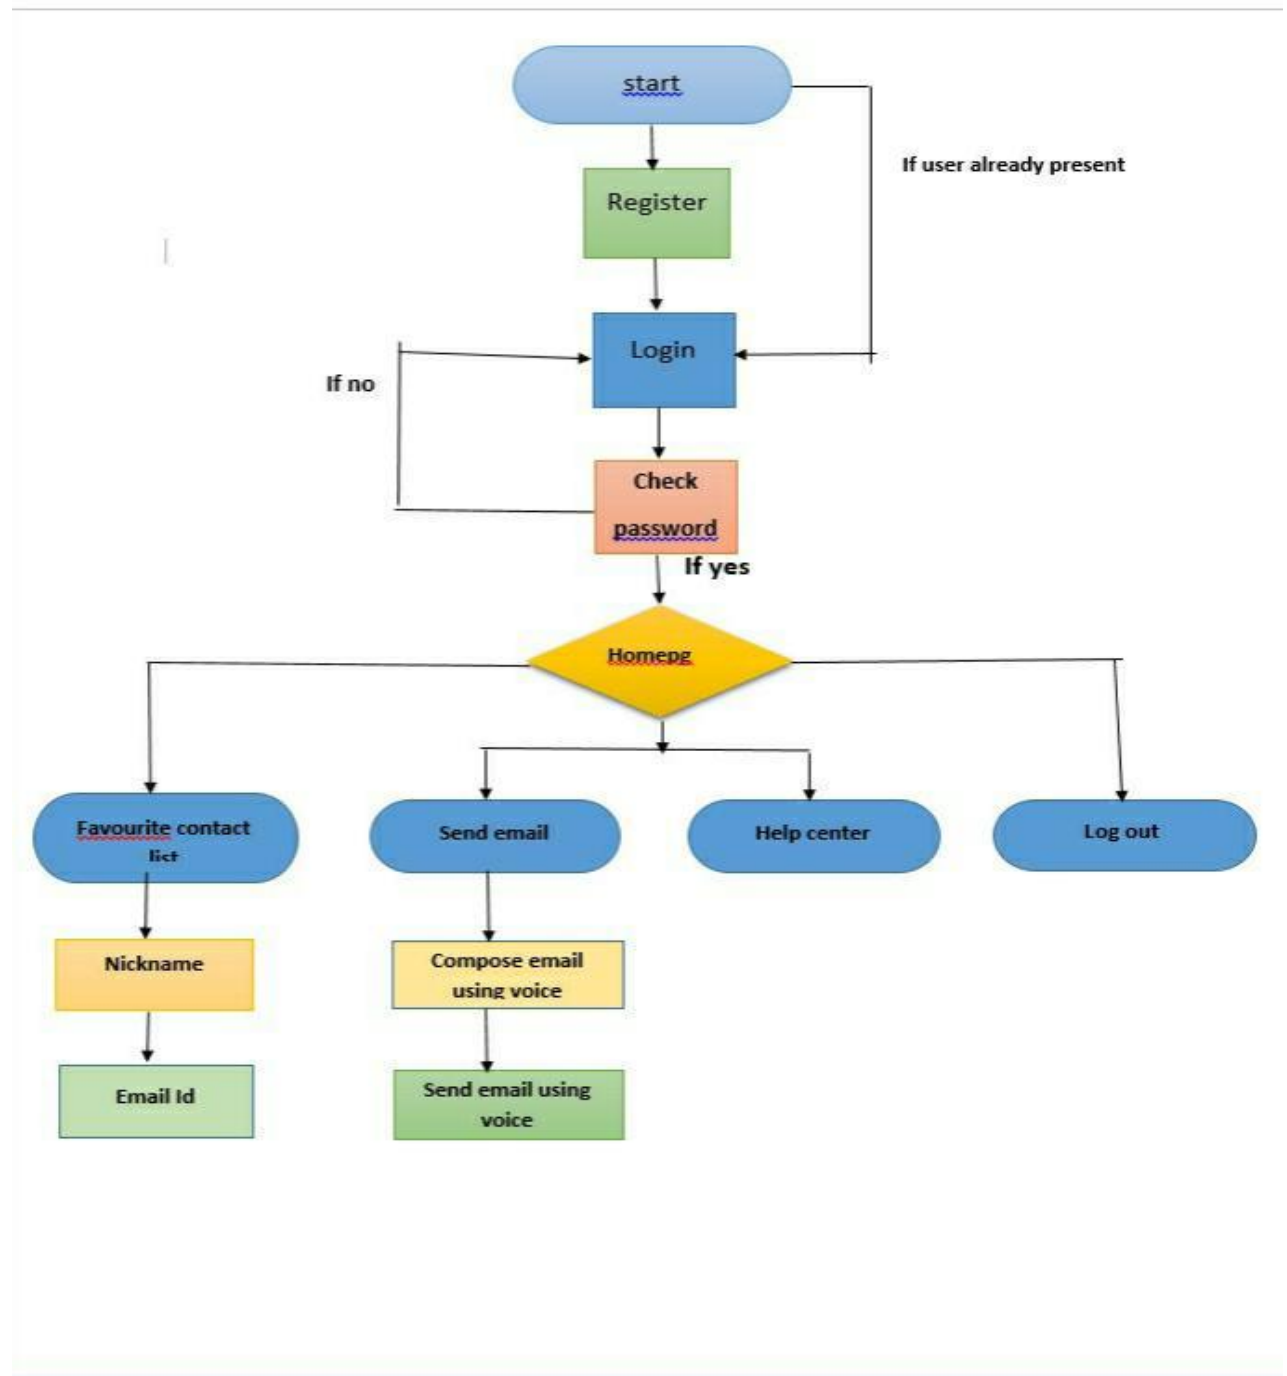 start
If user already present
Register
Login
If no
Check
password
If yes
Homepg
Favourite contact
list
Send email
Help center
Log out
Nickname
Compose email
using voice
Email Id
Send email using
voice